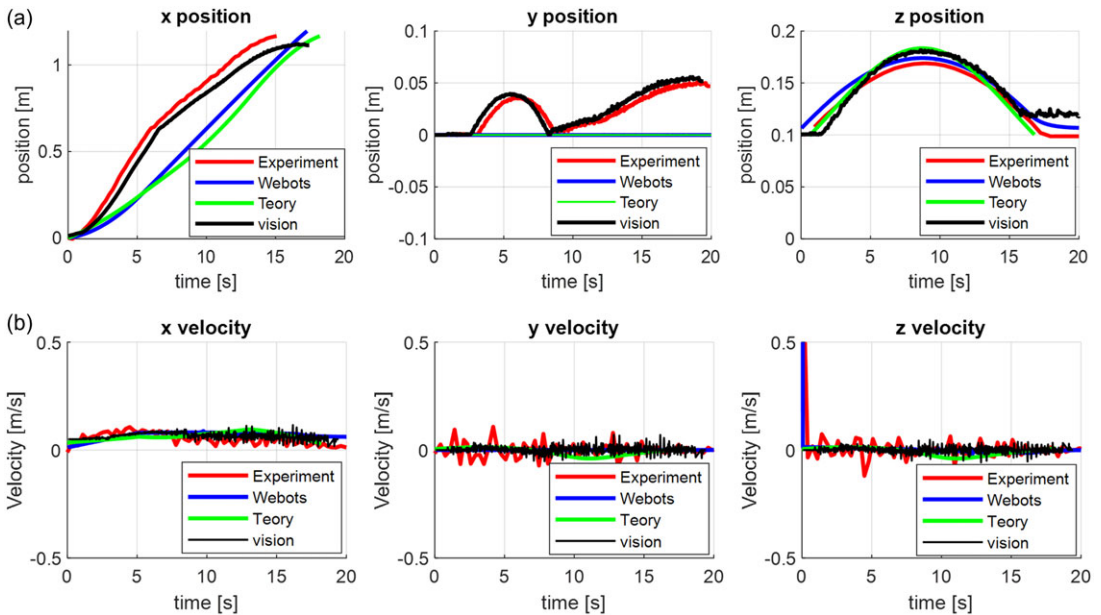 (a)
x position
position [m]
1
0.5
0
0
5
10
15
20
time [s]
Experiment
Webots
Teory
vision
y position
position [m]
0.1
0.05
0
-0.05
-0.1
0
5
10
15
20
time [s]
Experiment
Webots
Teory
vision
z position
position [m]
0.2
0.15
0.1
0.05
0
0
5
10
15
20
time [s]
Experiment
Webots
Teory
vision
(b)
x velocity
Velocity [m/s]
0.5
0
-0.5
0
5
10
15
20
time [s]
Experiment
Webots
Teory
vision
y velocity
Velocity [m/s]
0.5
0
-0.5
0
5
10
15
20
time [s]
Experiment
Webots
Teory
vision
z velocity
Velocity [m/s]
0.5
0
-0.5
0
5
10
15
20
time [s]
Experiment
Webots
Teory
vision